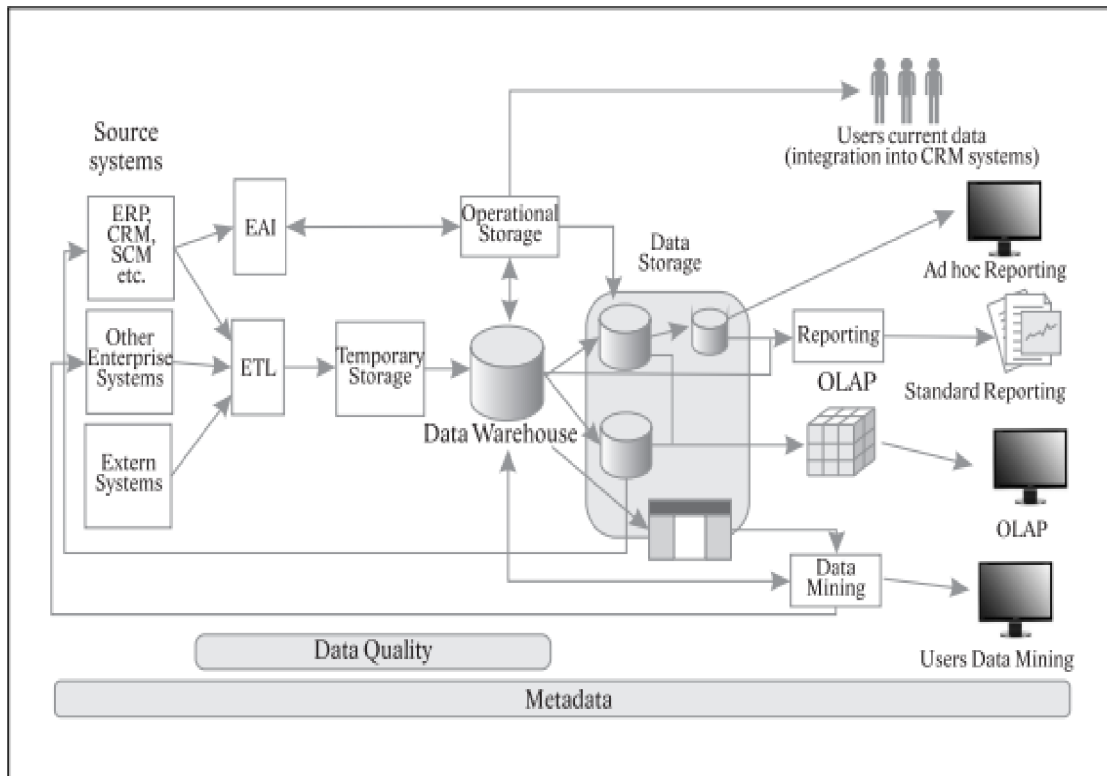 Source
systems
ERP,
CRM,
SCM
etc.
Other
Enterprise
Systems
Extern
Systems
EAI
ETL
Temporary
Storage
Operational
Storage
Data Warehouse
Data
Storage
Users current data
(integration into CRM systems)
Ad hoc Reporting
Reporting
Standard Reporting
OLAP
OLAP
Data
Mining
Users Data Mining
Data Quality
Metadata